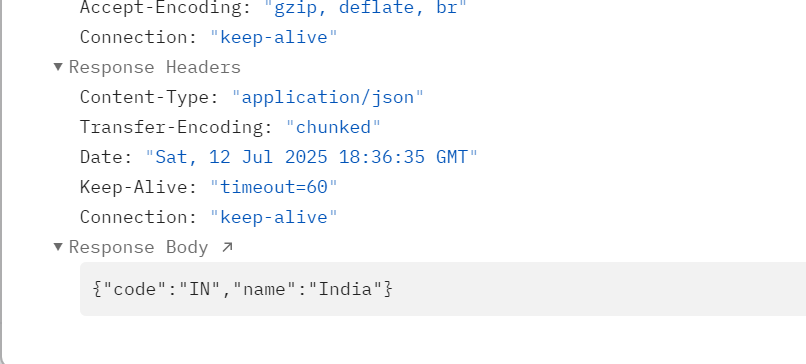 Accept-Encoding: "gzip, deflate, br"
Connection: "keep-alive"
▼ Response Headers
Content-Type: "application/json"
Transfer-Encoding: "chunked"
Date: "Sat, 12 Jul 2025 18:36:35 GMT"
Keep-Alive: "timeout=60"
Connection: "keep-alive"
▼ Response Body ↗
{"code":"IN","name":"India"}